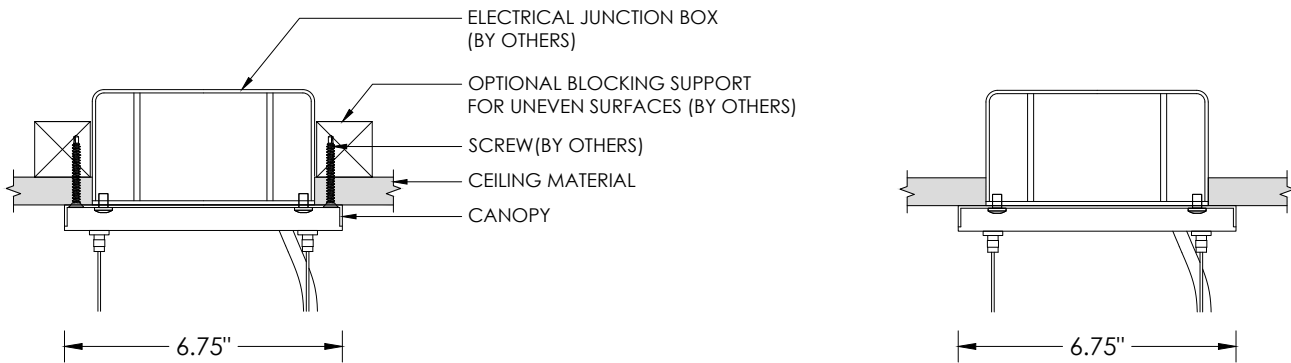 ELECTRICAL JUNCTION BOX
(BY OTHERS)
OPTIONAL BLOCKING SUPPORT
FOR UNEVEN SURFACES (BY OTHERS)
SCREW(BY OTHERS)
CEILING MATERIAL
CANOPY
6.75"
6.75"